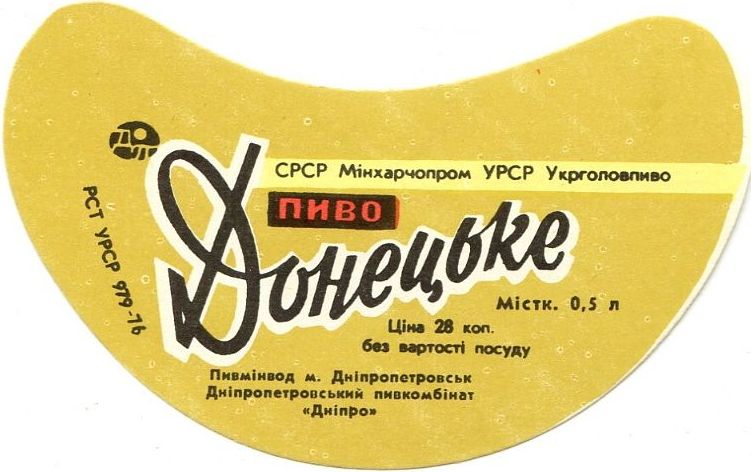 СРСР Мінхарчопром УРСР Укрголовпиво
ПИВО
Донецьке
РСТ УРСР 979-76
Містк. 0,5 л
Ціна 28 коп.
без вартості посуду
Пивмінвод м. Дніпропетровськ
Дніпропетровський пивкомбінат
«Дніпро»